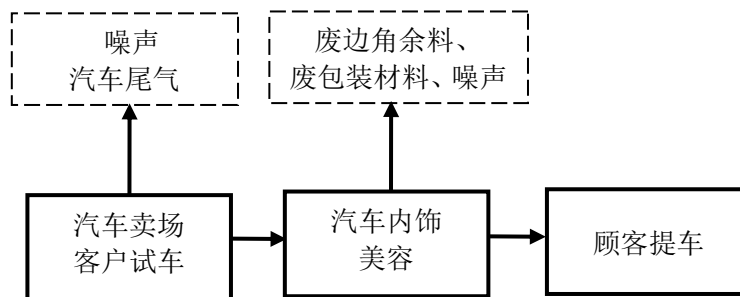 噪声
汽车尾气
废边角余料、
废包装材料、噪声
汽车卖场
客户试车
汽车内饰
美容
顾客提车